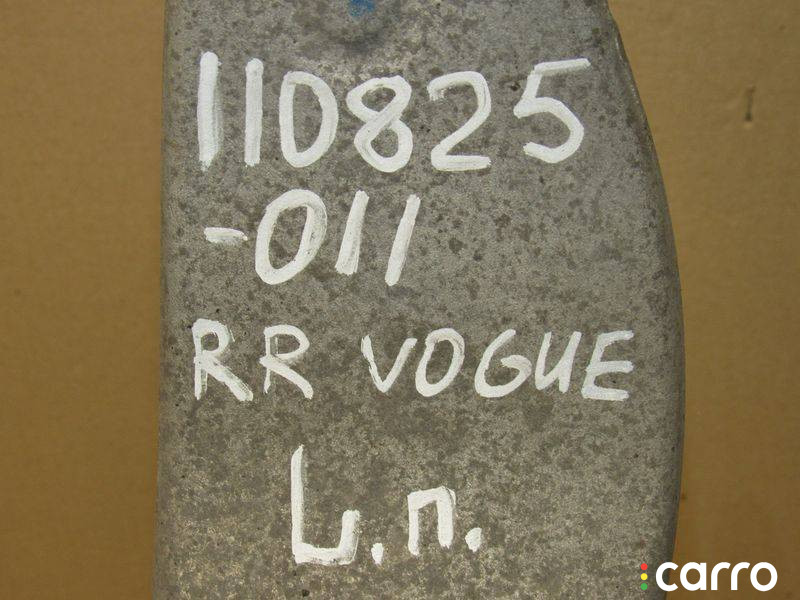 110825
-011
RR VOGUE
Ц.п.
carro